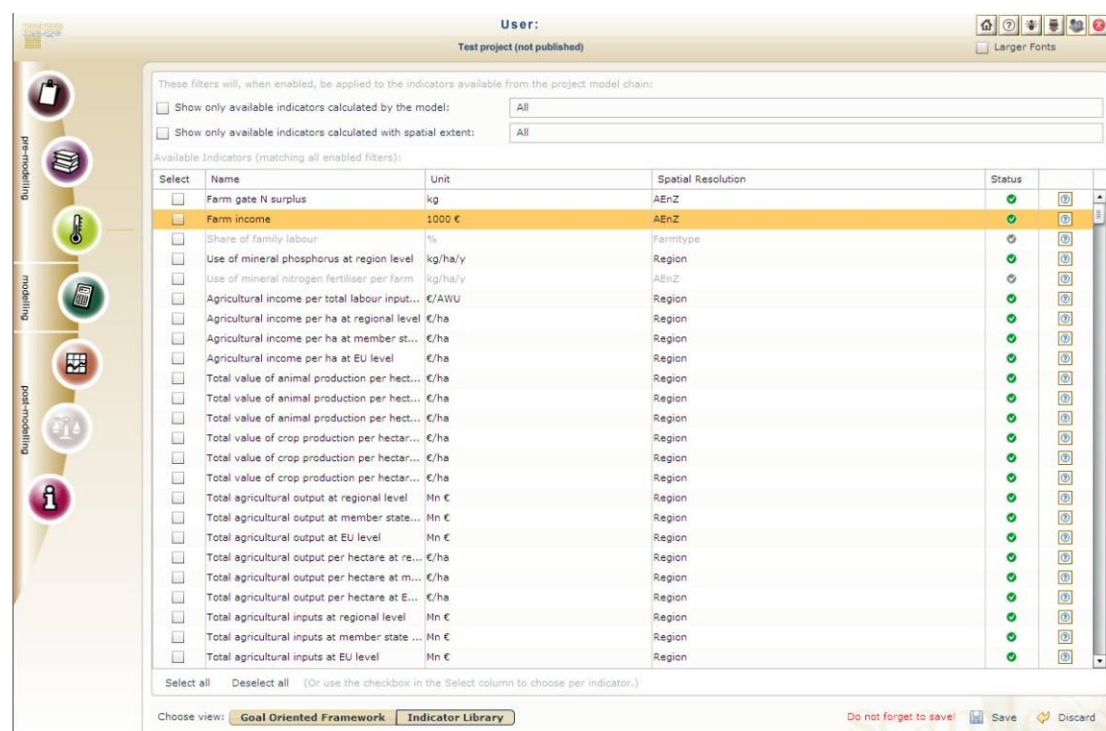 User:
Test project (not published)
Larger Fonts
pre-modelling
modelling
post-modelling
These filters will, when enabled, be applied to the indicators available from the project model chain:
Show only available indicators calculated by the model: All
Show only available indicators calculated with spatial extent: All
Available Indicators (matching all enabled filters):
Select Name Unit Spatial Resolution Status
Farm gate N surplus kg AEnZ
Farm income 1000 € AEnZ
Share of family labour % Farmtype
Use of mineral phosphorus at region level kg/ha/y Region
Use of mineral nitrogen fertiliser per farm kg/ha/y AEnZ
Agricultural income per total labour input... €/AWU Region
Agricultural income per ha at regional level €/ha Region
Agricultural income per ha at member st... €/ha Region
Agricultural income per ha at EU level €/ha Region
Total value of animal production per hect... €/ha Region
Total value of animal production per hect... €/ha Region
Total value of animal production per hect... €/ha Region
Total value of crop production per hectar... €/ha Region
Total value of crop production per hectar... €/ha Region
Total value of crop production per hectar... €/ha Region
Total agricultural output at regional level Mn € Region
Total agricultural output at member state... Mn € Region
Total agricultural output at EU level Mn € Region
Total agricultural output per hectare at re... €/ha Region
Total agricultural output per hectare at m... €/ha Region
Total agricultural output per hectare at E... €/ha Region
Total agricultural inputs at regional level Mn € Region
Total agricultural inputs at member state ... Mn € Region
Total agricultural inputs at EU level Mn € Region
Select all Deselect all (Or use the checkbox in the Select column to choose per indicator.)
Choose view: Goal Oriented Framework Indicator Library Do not forget to save! Save Discard